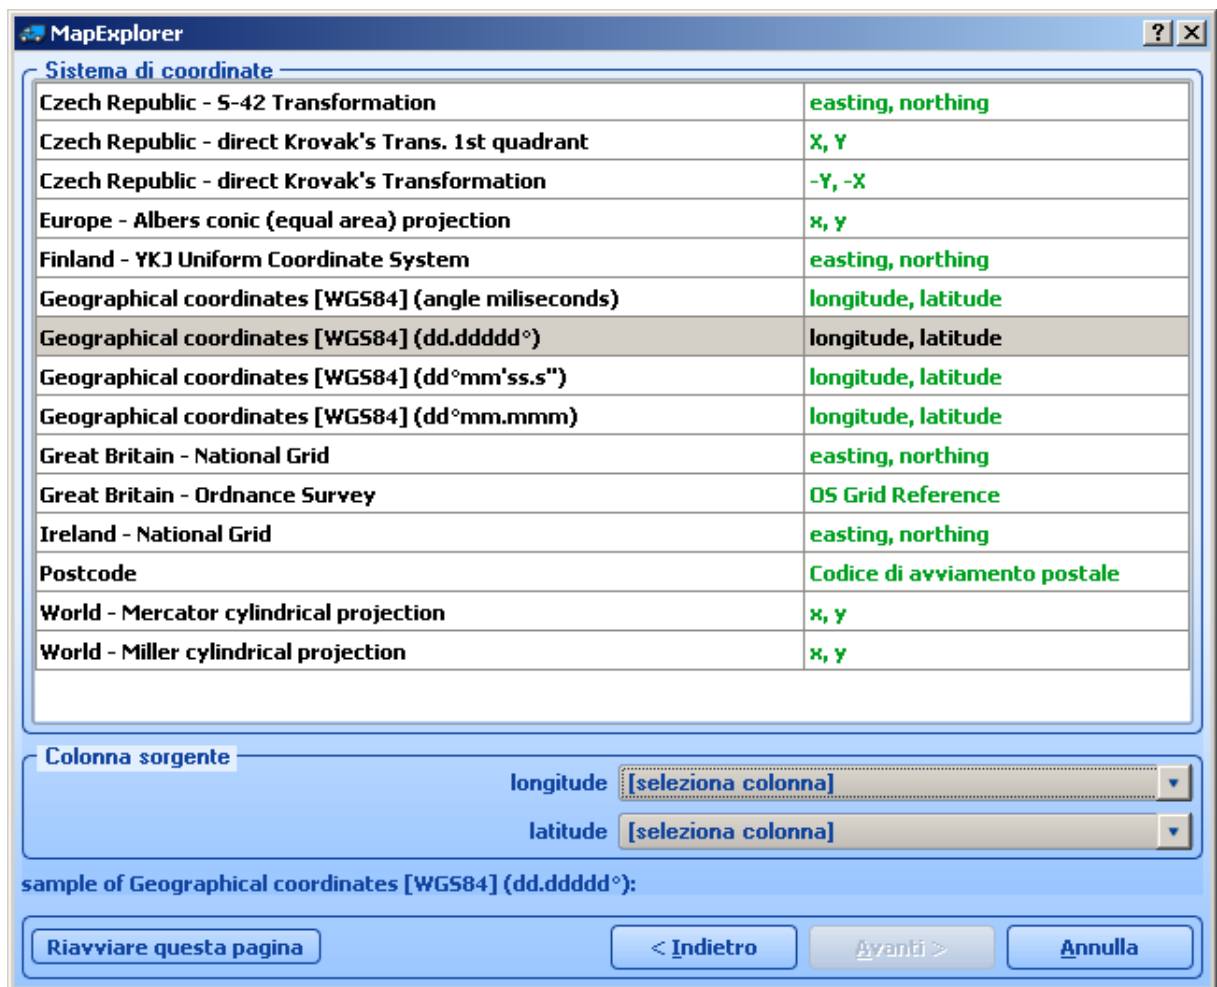 MapExplorer
Sistema di coordinate
Czech Republic - S-42 Transformation easting, northing
Czech Republic - direct Krovak's Trans. 1st quadrant X, Y
Czech Republic - direct Krovak's Transformation -Y, -X
Europe - Albers conic (equal area) projection x, y
Finland - YKJ Uniform Coordinate System easting, northing
Geographical coordinates [WGS84] (angle miliseconds) longitude, latitude
Geographical coordinates [WGS84] (dd.ddddd°) longitude, latitude
Geographical coordinates [WGS84] (dd°mm'ss.s") longitude, latitude
Geographical coordinates [WGS84] (dd°mm.mmm) longitude, latitude
Great Britain - National Grid easting, northing
Great Britain - Ordnance Survey OS Grid Reference
Ireland - National Grid easting, northing
Postcode Codice di avviamento postale
World - Mercator cylindrical projection x, y
World - Miller cylindrical projection x, y
Colonna sorgente
longitude [seleziona colonna]
latitude [seleziona colonna]
sample of Geographical coordinates [WGS84] (dd.ddddd°):
Riavviare questa pagina < Indietro Avanti > Annulla